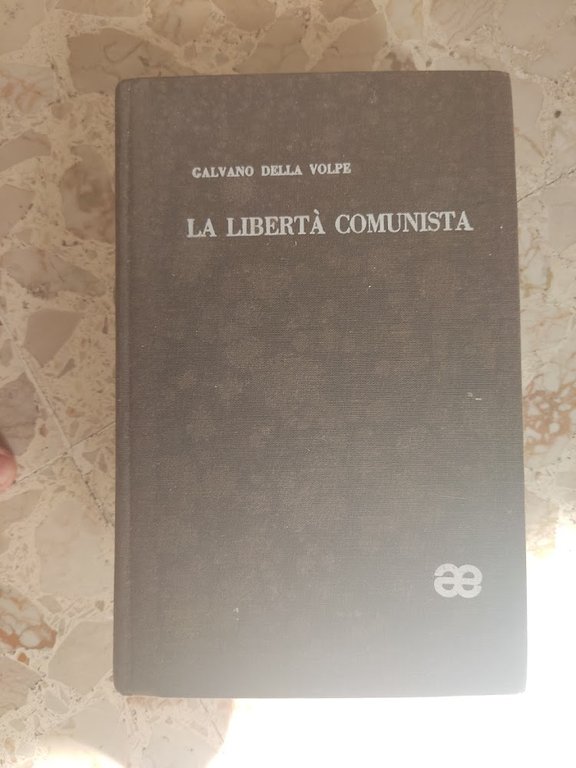 GALVANO DELLA VOLPE
LA LIBERTÀ COMUNISTA
æ